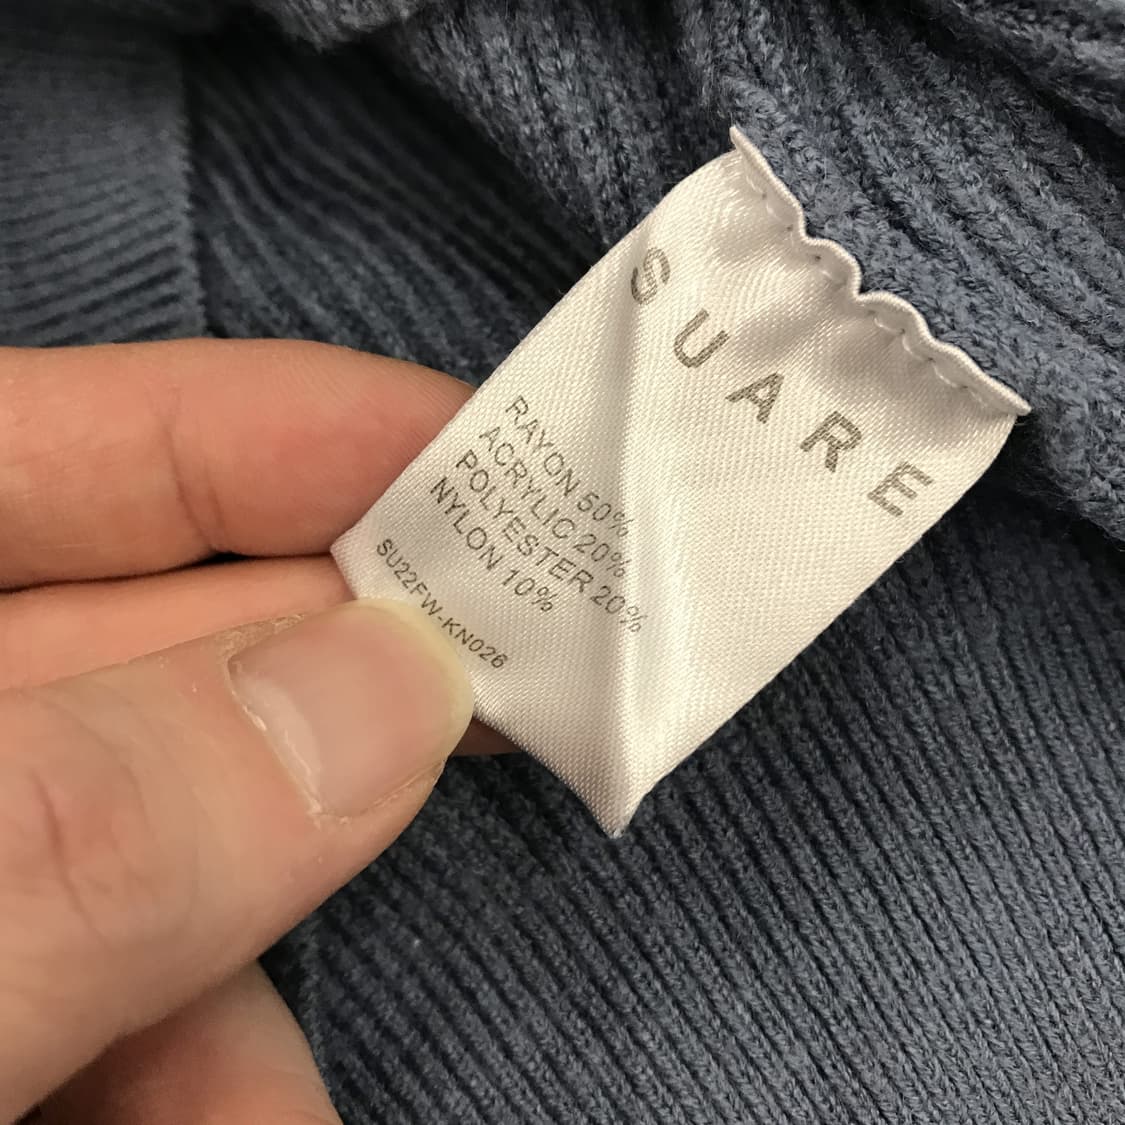 SUARE
RAYON 50%
ACRYLIC 20%
POLYESTER 20%
NYLON 10%
SU22FW-KN026